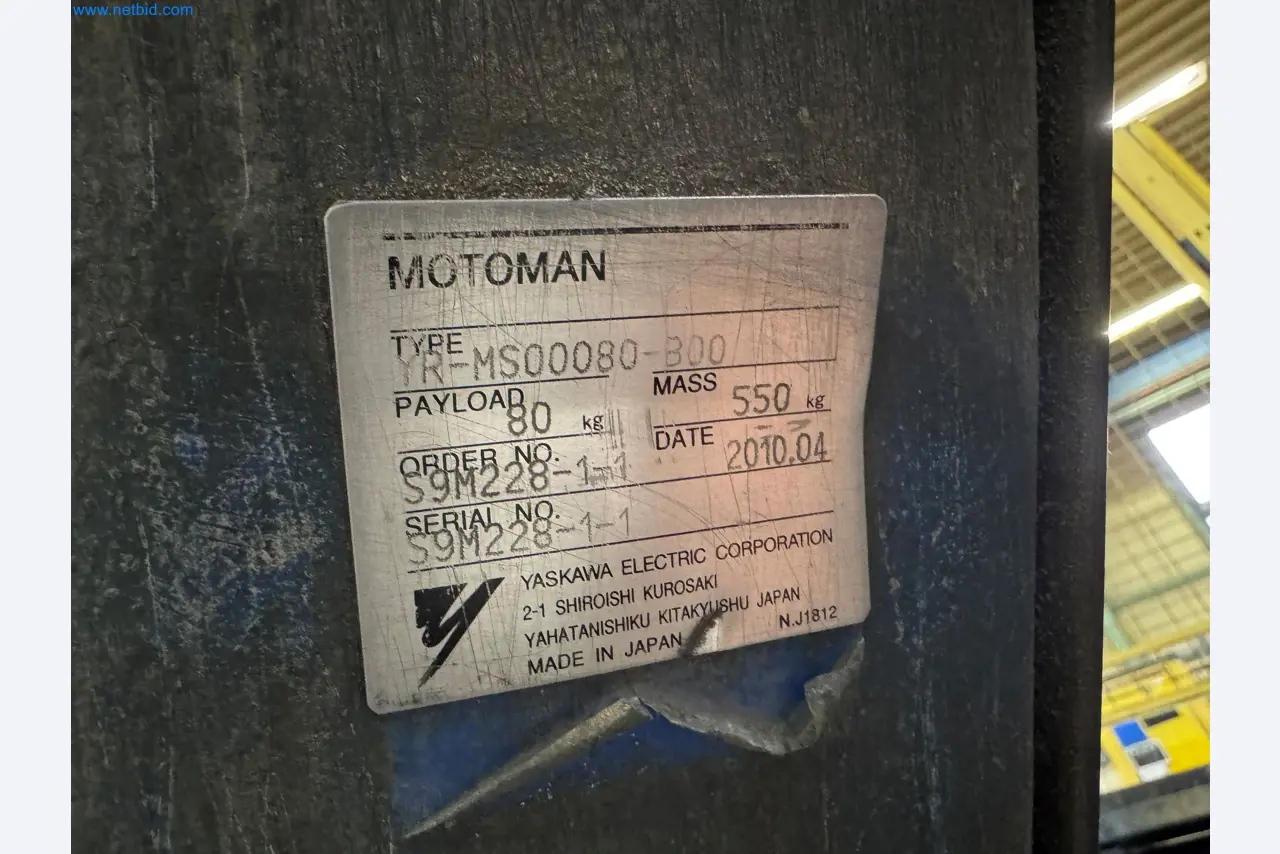 www.netbid.com
MOTOMAN
TYPE
YR-MS00080-B00
PAYLOAD 80 kg
MASS 550 kg
DATE 2010.04
ORDER NO.
S9M228-1-1
SERIAL NO.
S9M228-1-1
YASKAWA ELECTRIC CORPORATION
2-1 SHIROISHI KUROSAKI
YAHATANISHIKU KITAKYUSHU JAPAN
MADE IN JAPAN
N.J1812